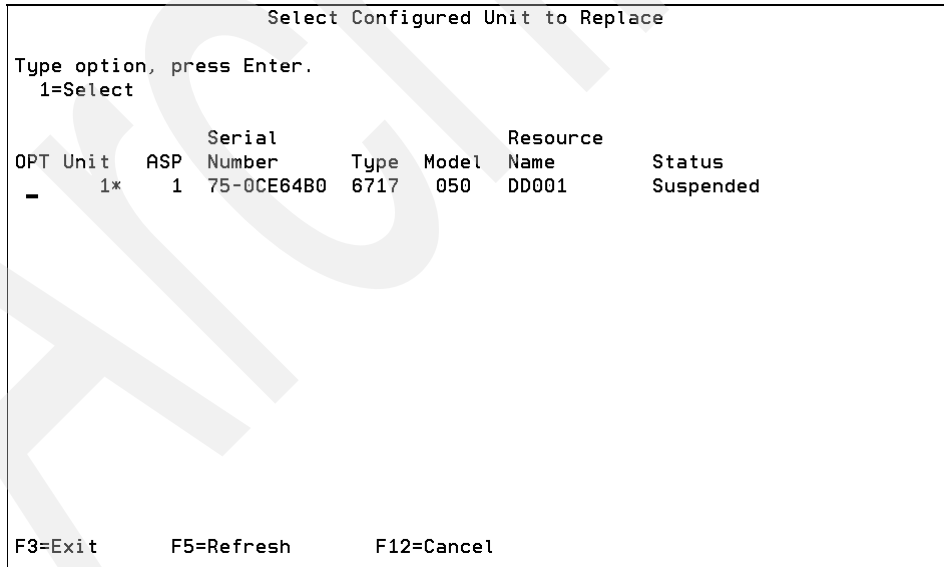 Select Configured Unit to Replace
Type option, press Enter.
1=Select
Serial Resource
OPT Unit ASP Number Type Model Name Status
_ 1* 1 75-0CE64B0 6717 050 DD001 Suspended
F3=Exit F5=Refresh F12=Cancel